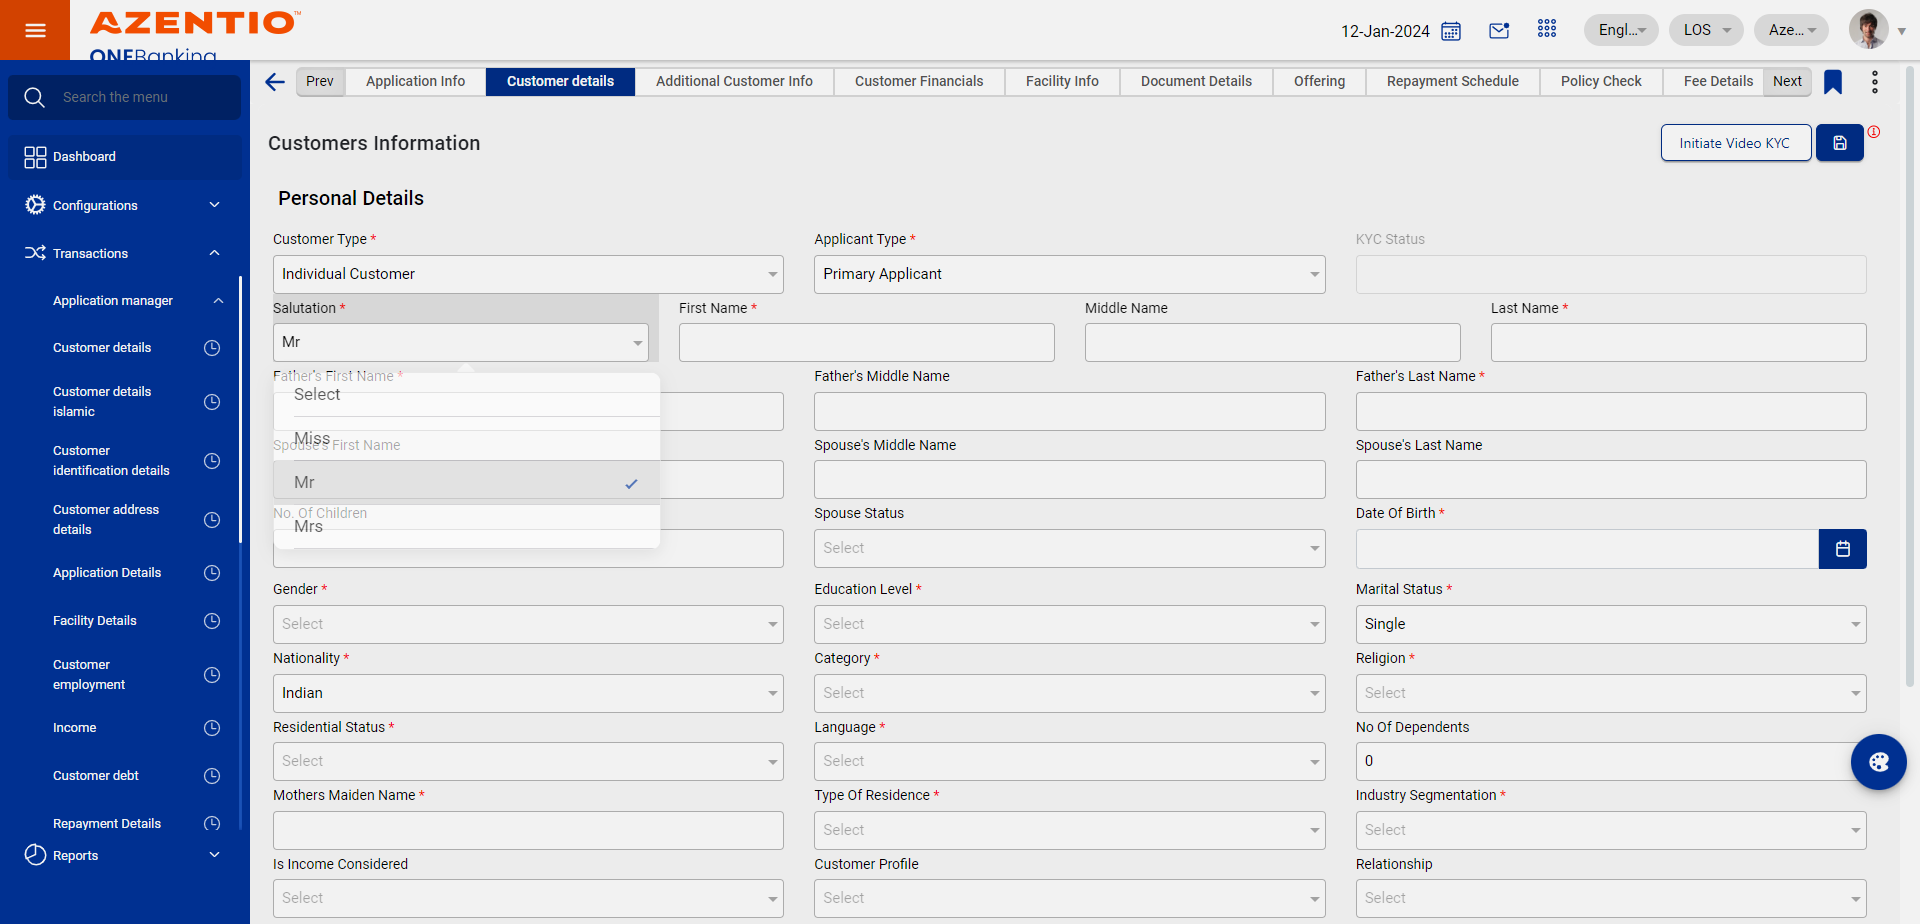 AZENTIO™
ONEBanking
12-Jan-2024
Engl...
LOS
Aze...
Search the menu
Dashboard
Configurations
Transactions
Application manager
Customer details
Customer details
islamic
Customer
identification details
Customer address
details
Application Details
Facility Details
Customer
employment
Income
Customer debt
Repayment Details
Reports
Prev
Application Info
Customer details
Additional Customer Info
Customer Financials
Facility Info
Document Details
Offering
Repayment Schedule
Policy Check
Fee Details
Next
Customers Information
Initiate Video KYC
Personal Details
Customer Type *
Applicant Type *
KYC Status
Individual Customer
Primary Applicant
Salutation *
First Name *
Middle Name
Last Name *
Mr
Father's First Name *
Father's Middle Name
Father's Last Name *
Select
Miss
Spouse's First Name
Spouse's Middle Name
Spouse's Last Name
Mr
No. Of Children
Spouse Status
Date Of Birth *
Mrs
Select
Gender *
Education Level *
Marital Status *
Select
Select
Single
Nationality *
Category *
Religion *
Indian
Select
Select
Residential Status *
Language *
No Of Dependents
Select
Select
0
Mothers Maiden Name *
Type Of Residence *
Industry Segmentation *
Select
Select
Is Income Considered
Customer Profile
Relationship
Select
Select
Select